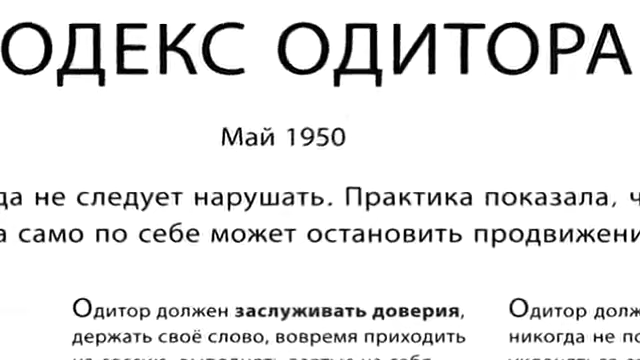 ОДЕКС ОДИТОРА
Май 1950
да не следует нарушать. Практика показала, ч
а само по себе может остановить продвижени
Одитор должен заслуживать доверия,
держать своё слово, вовремя приходить
Одитор долж
никогда не по